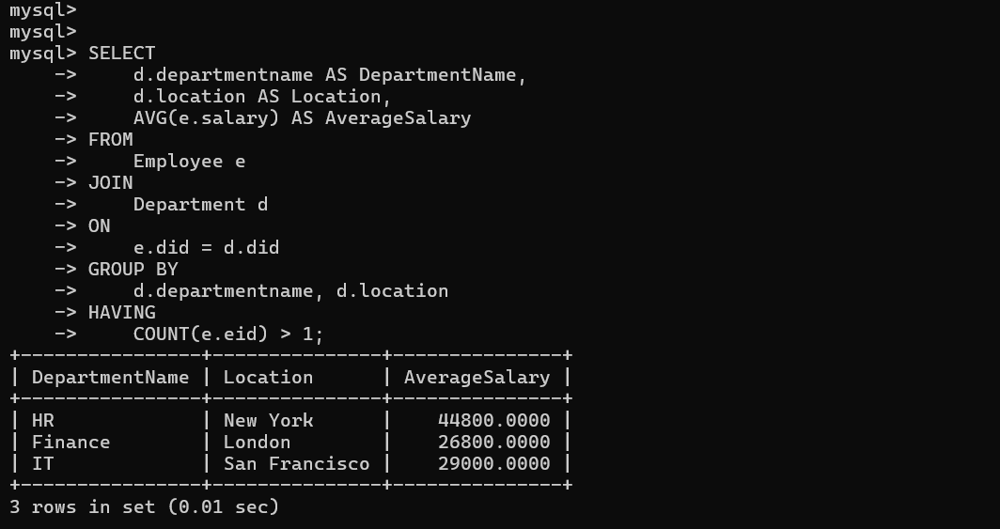 mysql>
mysql>
mysql> SELECT
    ->     d.departmentname AS DepartmentName,
    ->     d.location AS Location,
    ->     AVG(e.salary) AS AverageSalary
    -> FROM
    ->     Employee e
    -> JOIN
    ->     Department d
    -> ON
    ->     e.did = d.did
    -> GROUP BY
    ->     d.departmentname, d.location
    -> HAVING
    ->     COUNT(e.eid) > 1;
+----------------+---------------+---------------+
| DepartmentName | Location      | AverageSalary |
+----------------+---------------+---------------+
| HR             | New York      |    44800.0000 |
| Finance        | London        |    26800.0000 |
| IT             | San Francisco |    29000.0000 |
+----------------+---------------+---------------+
3 rows in set (0.01 sec)